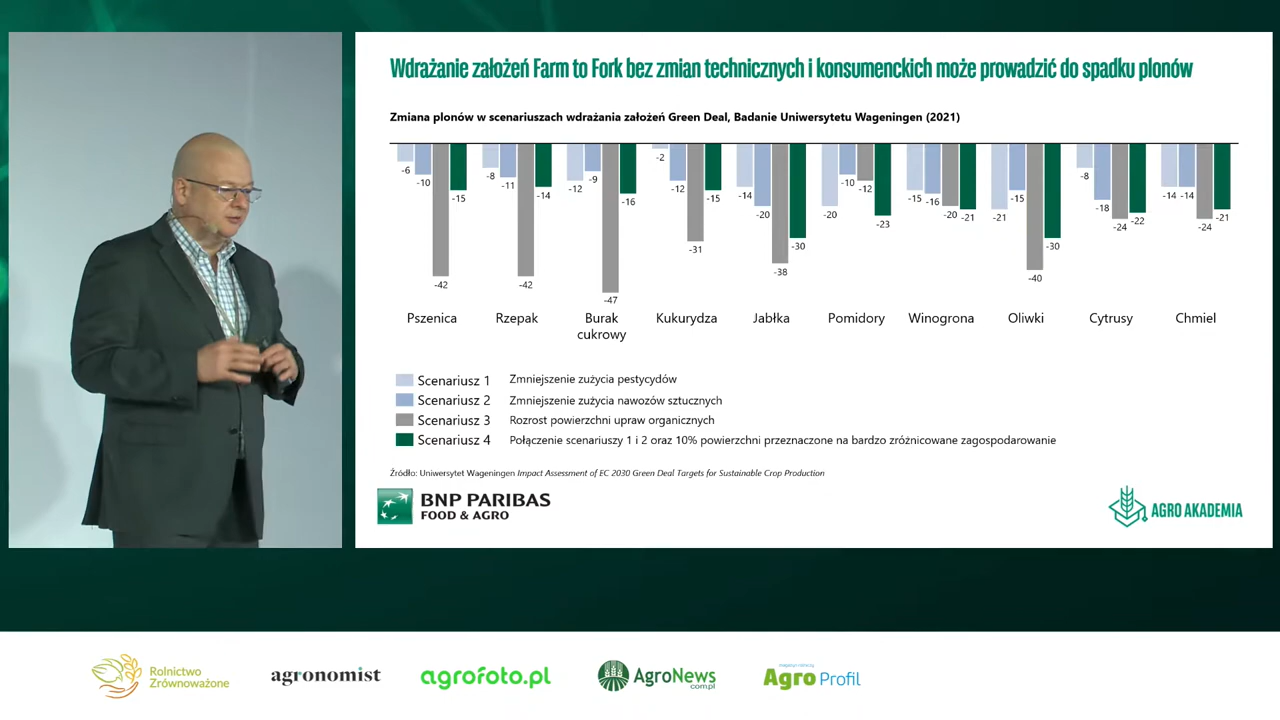 Wdrażanie założeń Farm to Fork bez zmian technicznych i konsumenckich może prowadzić do spadku plonów
Zmiana plonów w scenariuszach wdrażania założeń Green Deal, Badanie Uniwersytetu Wageningen (2021)
-6 -10 -42 -15
-8 -11 -42 -14
-12 -9 -47 -16
-2 -12 -31 -15
-14 -20 -38 -30
-20 -10 -12 -23
-15 -16 -20 -21
-21 -15 -40 -30
-8 -18 -24 -22
-14 -14 -24 -21
Pszenica
Rzepak
Burak
cukrowy
Kukurydza
Jabłka
Pomidory
Winogrona
Oliwki
Cytrusy
Chmiel
Scenariusz 1 Zmniejszenie zużycia pestycydów
Scenariusz 2 Zmniejszenie zużycia nawozów sztucznych
Scenariusz 3 Rozrost powierzchni upraw organicznych
Scenariusz 4 Połączenie scenariuszy 1 i 2 oraz 10% powierzchni przeznaczone na bardzo zróżnicowane zagospodarowanie
Źródło: Uniwersytet Wageningen Impact Assessment of EC 2030 Green Deal Targets for Sustainable Crop Production
BNP PARIBAS
FOOD & AGRO
AGRO AKADEMIA
Rolnictwo
Zrównoważone
agronomist
agrofoto.pl
AgroNews
com.pl
magazyn rolniczy
Agro Profil